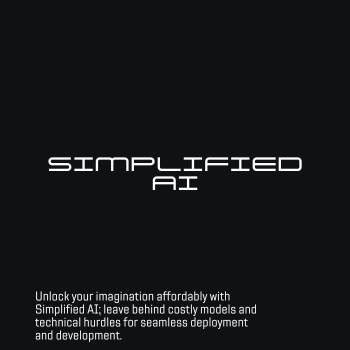 SIMPLIFIED
AI
Unlock your imagination affordably with
Simplified AI; leave behind costly models and
technical hurdles for seamless deployment
and development.